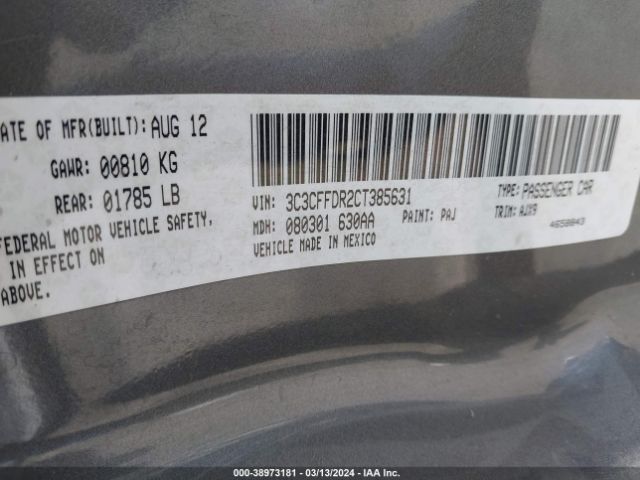 ATE OF MFR(BUILT): AUG 12
GAWR: 00810 KG
REAR: 01785 LB
FEDERAL MOTOR VEHICLE SAFETY,
IN EFFECT ON
ABOVE.
VIN: 3C3CFFDR2CT385631
MDH: 080301 630AA
PAINT: PAJ
VEHICLE MADE IN MEXICO
TYPE: PASSENGER CAR
TRIM: AJX9
4658843
000-38973181 - 03/13/2024 - IAA Inc.